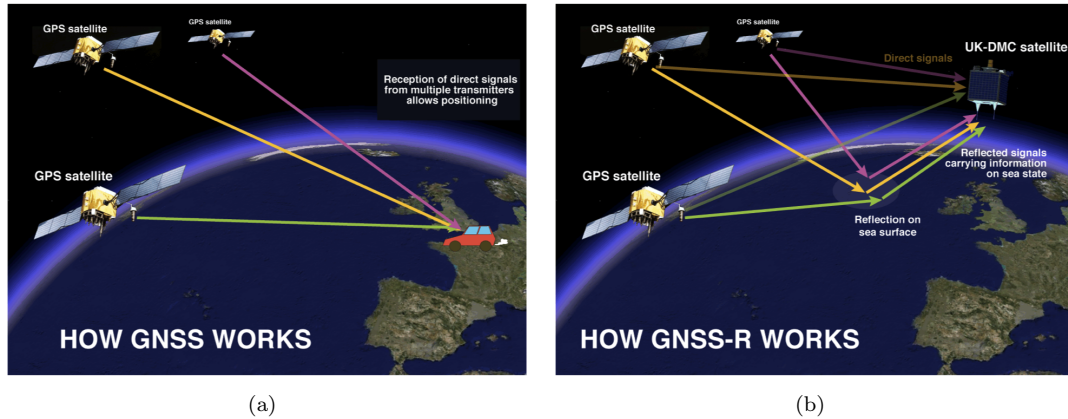 GPS satellite
GPS satellite
Reception of direct signals
from multiple transmitters
allows positioning
GPS satellite
HOW GNSS WORKS
(a)
GPS satellite
GPS satellite
UK-DMC satellite
Direct signals
Reflected signals
carrying information
on sea state
GPS satellite
Reflection on
sea surface
HOW GNSS-R WORKS
(b)